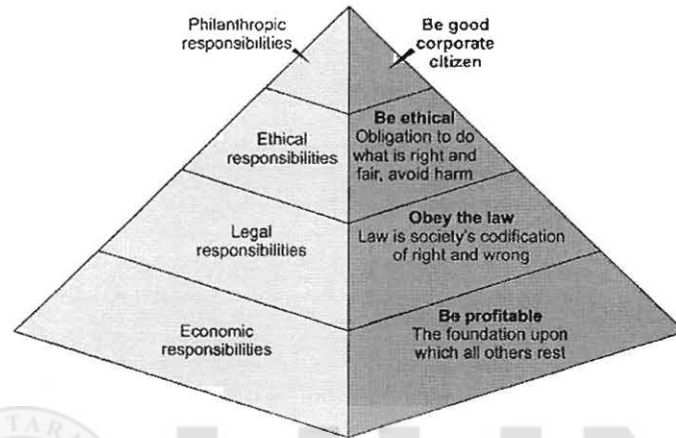 Philanthropic
responsibilities
Be good
corporate
citizen
Ethical
responsibilities
Be ethical
Obligation to do
what is right and
fair, avoid harm
Legal
responsibilities
Obey the law
Law is society's codification
of right and wrong
Economic
responsibilities
Be profitable
The foundation upon
which all others rest